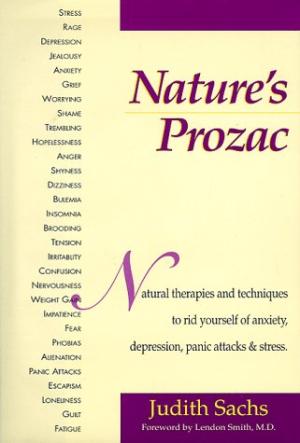 STRESS
RAGE
DEPRESSION
JEALOUSY
ANXIETY
GRIEF
WORRYING
SHAME
TREMBLING
HOPELESSNESS
ANGER
SHYNESS
DIZZINESS
BULEMIA
INSOMNIA
BROODING
TENSION
IRRITABLITY
CONFUSION
NERVOUSNESS
WEIGHT GAIN
IMPATIENCE
FEAR
PHOBIAS
ALIENATION
PANIC ATTACKS
ESCAPISM
LONELINESS
GUILT
FATIGUE
Nature's
Prozac
Natural therapies and techniques
to rid yourself of anxiety,
depression, panic attacks & stress.
Judith Sachs
Foreword by Lendon Smith, M.D.